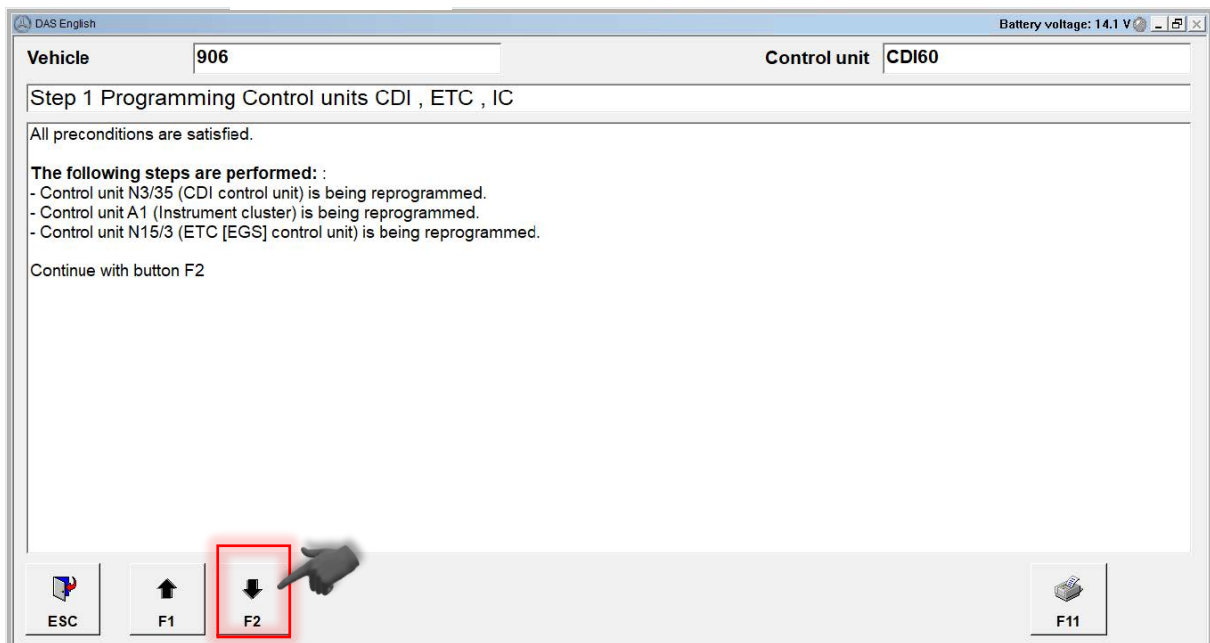 DAS English
Battery voltage: 14.1 V
Vehicle 906 Control unit CDI60
Step 1 Programming Control units CDI , ETC , IC
All preconditions are satisfied.
The following steps are performed: :
- Control unit N3/35 (CDI control unit) is being reprogrammed.
- Control unit A1 (Instrument cluster) is being reprogrammed.
- Control unit N15/3 (ETC [EGS] control unit) is being reprogrammed.
Continue with button F2
ESC F1 F2 F11